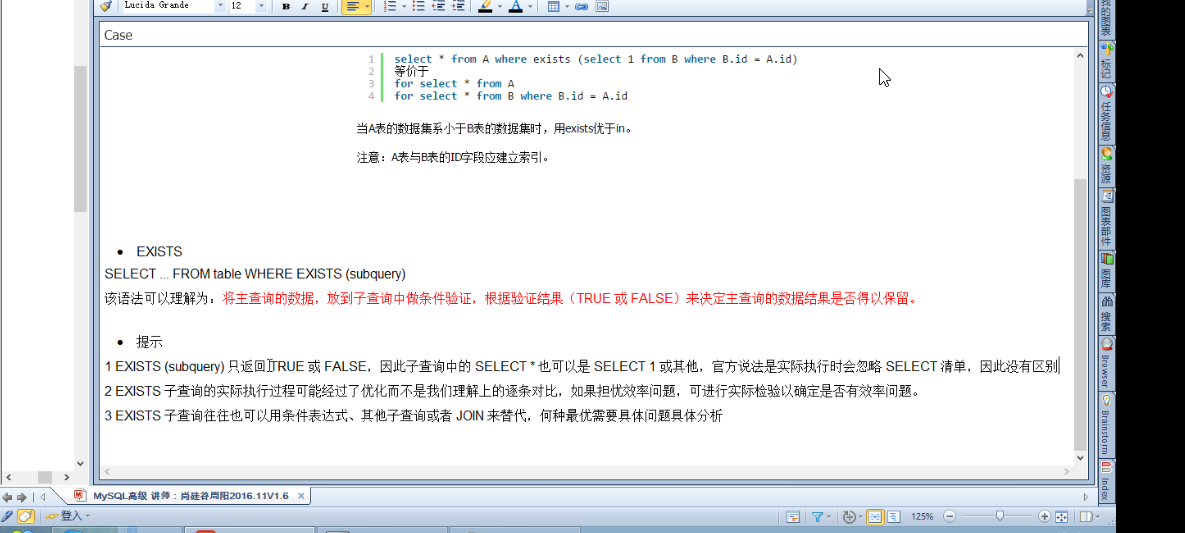 Lucida Grande 12 B I U
Case
1 select * from A where exists (select 1 from B where B.id = A.id)
2 等价于
3 for select * from A
4 for select * from B where B.id = A.id
当A表的数据集系小于B表的数据集时，用exists优于in。
注意：A表与B表的ID字段应建立索引。
• EXISTS
SELECT ... FROM table WHERE EXISTS (subquery)
该语法可以理解为：将主查询的数据，放到子查询中做条件验证，根据验证结果（TRUE 或 FALSE）来决定主查询的数据结果是否得以保留。
• 提示
1 EXISTS (subquery) 只返回TRUE 或 FALSE，因此子查询中的 SELECT * 也可以是 SELECT 1 或其他，官方说法是实际执行时会忽略 SELECT 清单，因此没有区别
2 EXISTS 子查询的实际执行过程可能经过了优化而不是我们理解上的逐条对比，如果担忧效率问题，可进行实际检验以确定是否有效率问题。
3 EXISTS 子查询往往也可以用条件表达式、其他子查询或者 JOIN 来替代，何种最优需要具体问题具体分析
我的图表
标记
任务信息
资源
图表部件
图库
搜索
Browser
Brainstorm
Index
MySQL高级 讲师：尚硅谷周阳2016.11V1.6
登入
125%